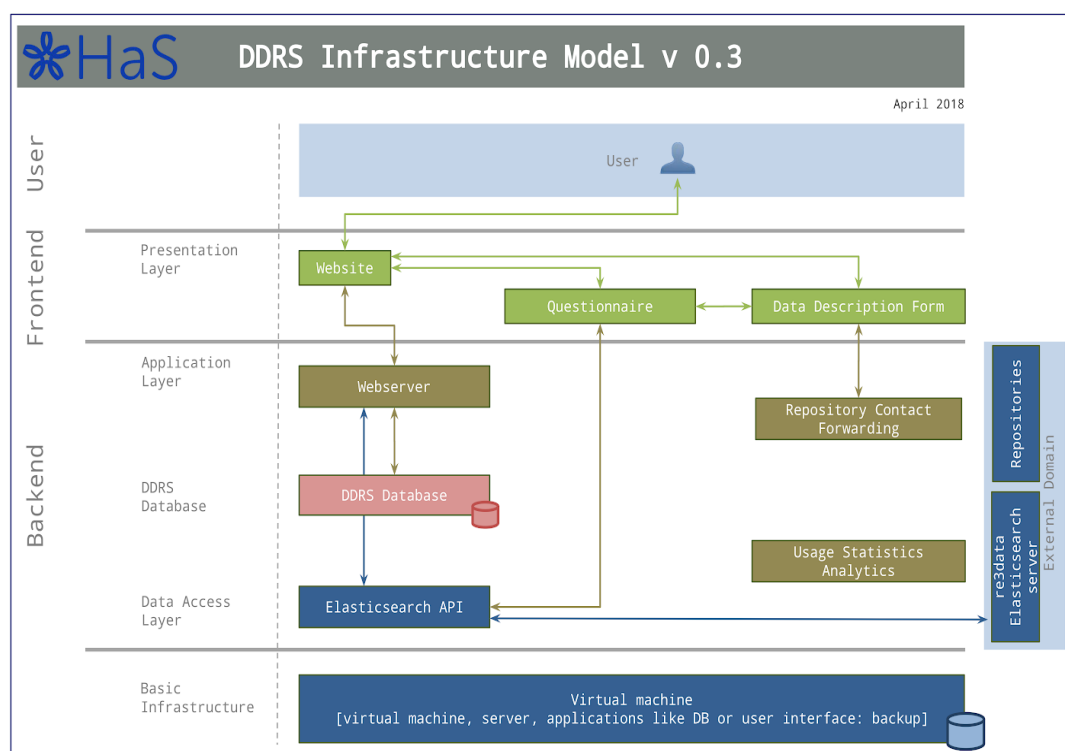 HaS
DDRS Infrastructure Model v 0.3
April 2018
User
User
Frontend
Presentation
Layer
Website
Questionnaire
Data Description Form
Backend
Application
Layer
Webserver
Repository Contact
Forwarding
DDRS
Database
DDRS Database
Usage Statistics
Analytics
Data Access
Layer
Elasticsearch API
Repositories
re3data
Elasticsearch
server
External Domain
Basic
Infrastructure
Virtual machine
[virtual machine, server, applications like DB or user interface: backup]